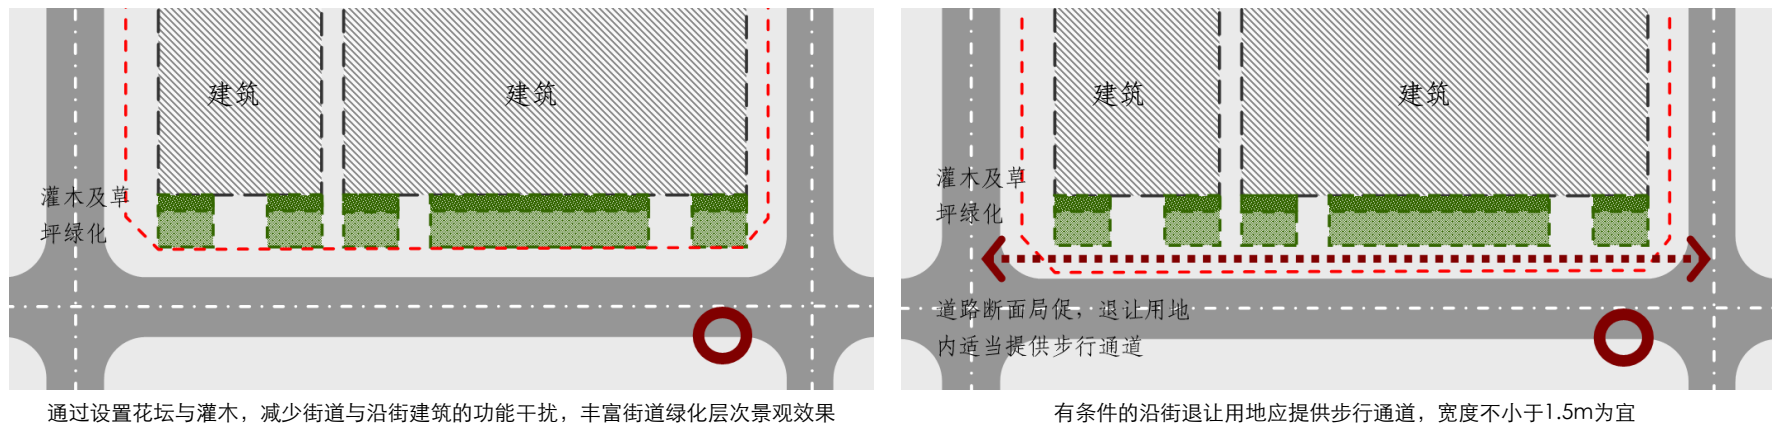 建筑
建筑
灌木及草
坪绿化
通过设置花坛与灌木，减少街道与沿街建筑的功能干扰，丰富街道绿化层次景观效果
建筑
建筑
灌木及草
坪绿化
道路断面局促，退让用地
内适当提供步行通道
有条件的沿街退让用地应提供步行通道，宽度不小于1.5m为宜